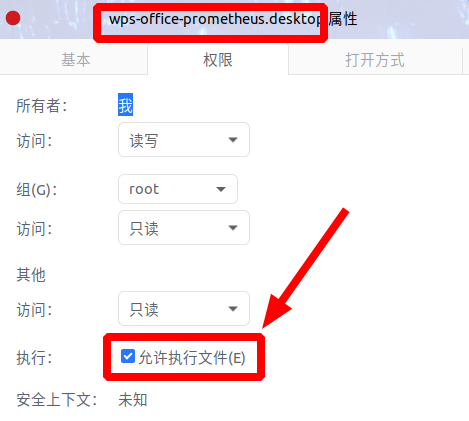 wps-office-prometheus.desktop 属性
基本 权限 打开方式
所有者： 我
访问： 读写
组(G)： root
访问： 只读
其他
访问： 只读
执行： 允许执行文件(E)
安全上下文： 未知